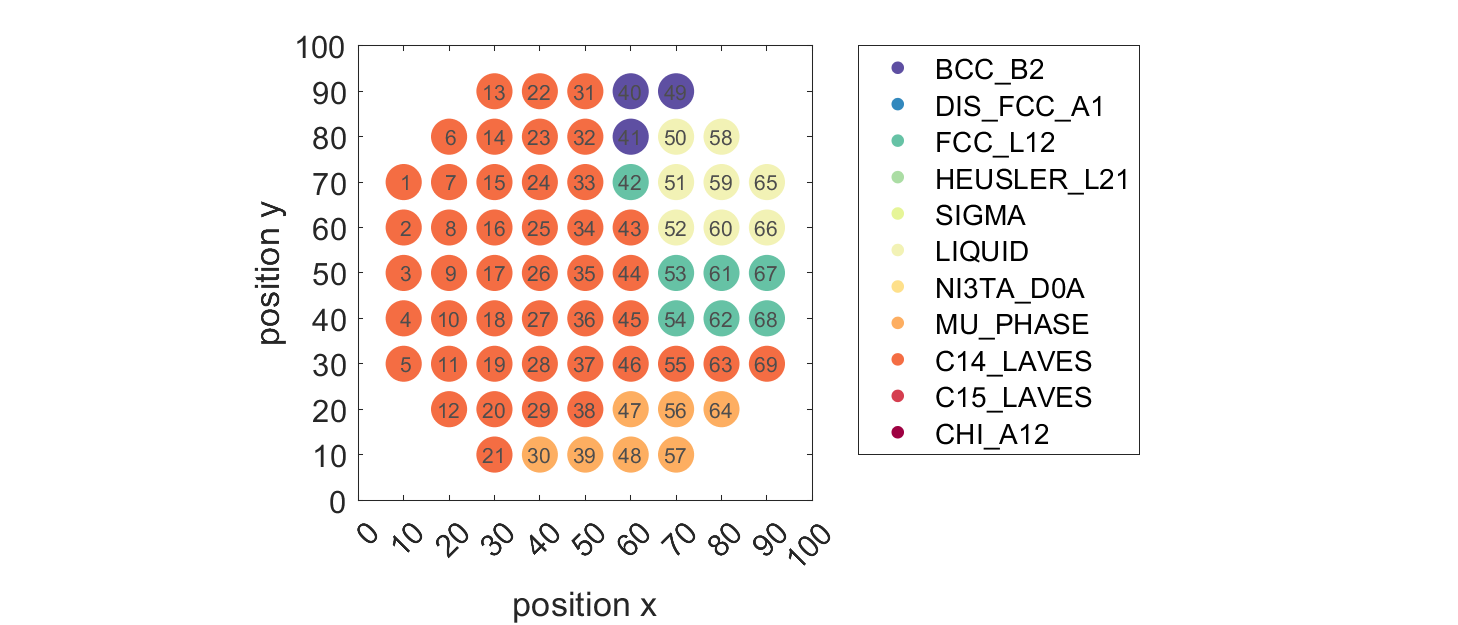 100
90
80
70
60
50
40
30
20
10
0
position y
13 22 31 40 49
6 14 23 32 41 50 58
1 7 15 24 33 42 51 59 65
2 8 16 25 34 43 52 60 66
3 9 17 26 35 44 53 61 67
4 10 18 27 36 45 54 62 68
5 11 19 28 37 46 55 63 69
12 20 29 38 47 56 64
21 30 39 48 57
0 10 20 30 40 50 60 70 80 90 100
position x
BCC_B2
DIS_FCC_A1
FCC_L12
HEUSLER_L21
SIGMA
LIQUID
NI3TA_D0A
MU_PHASE
C14_LAVES
C15_LAVES
CHI_A12